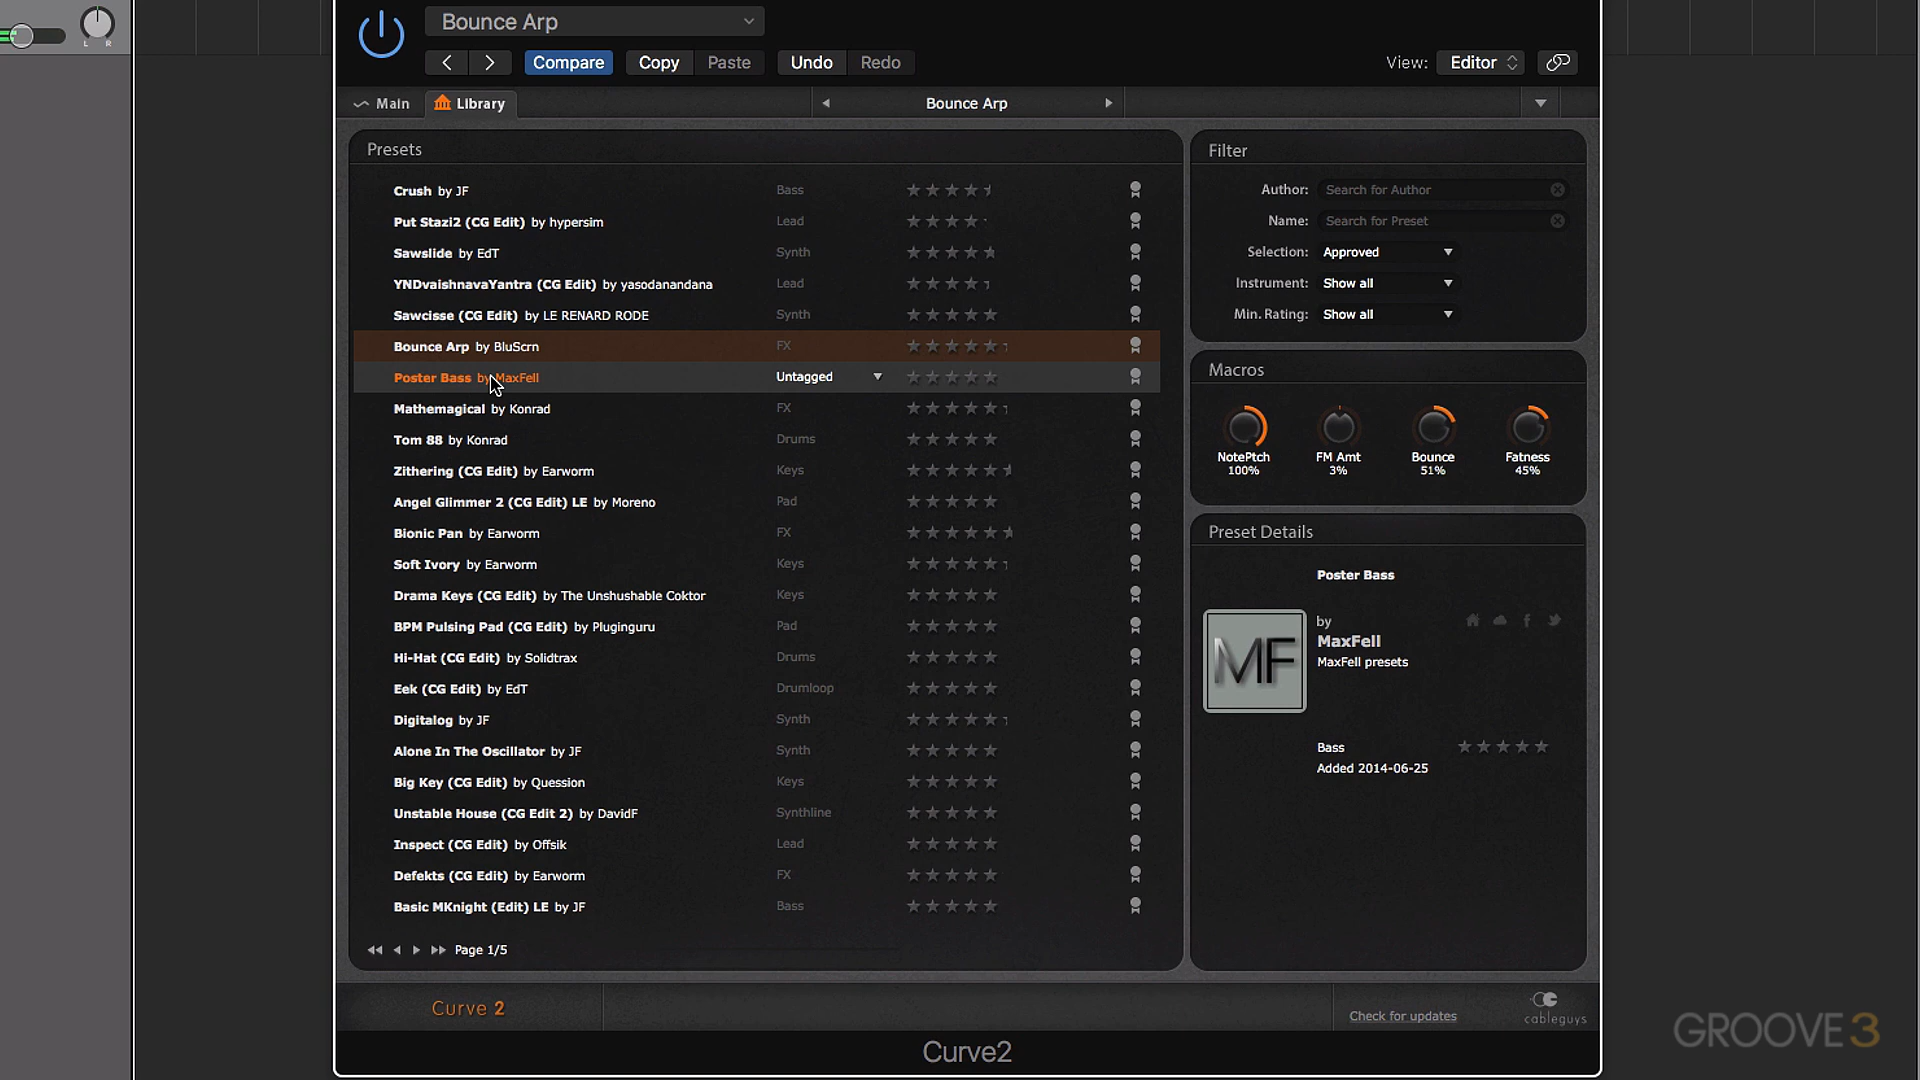 L R
Bounce Arp
Compare Copy Paste Undo Redo View: Editor
Main Library Bounce Arp
Presets
Crush by JF Bass
Put Stazi2 (CG Edit) by hypersim Lead
Sawslide by EdT Synth
YNDvaishnavaYantra (CG Edit) by yasodanandana Lead
Sawcisse (CG Edit) by LE RENARD RODE Synth
Bounce Arp by BluScrn FX
Poster Bass by MaxFell Untagged
Mathemagical by Konrad FX
Tom 88 by Konrad Drums
Zithering (CG Edit) by Earworm Keys
Angel Glimmer 2 (CG Edit) LE by Moreno Pad
Bionic Pan by Earworm FX
Soft Ivory by Earworm Keys
Drama Keys (CG Edit) by The Unshushable Coktor Keys
BPM Pulsing Pad (CG Edit) by Pluginguru Pad
Hi-Hat (CG Edit) by Solidtrax Drums
Eek (CG Edit) by EdT Drumloop
Digitalog by JF Synth
Alone In The Oscillator by JF Synth
Big Key (CG Edit) by Quession Keys
Unstable House (CG Edit 2) by DavidF Synthline
Inspect (CG Edit) by Offsik Lead
Defekts (CG Edit) by Earworm FX
Basic MKnight (Edit) LE by JF Bass
Page 1/5
Filter
Author: Search for Author
Name: Search for Preset
Selection: Approved
Instrument: Show all
Min. Rating: Show all
Macros
NotePtch FM Amt Bounce Fatness
100% 3% 51% 45%
Preset Details
Poster Bass
MF
by
MaxFell
MaxFell presets
Bass
Added 2014-06-25
Curve 2
Check for updates
cableguys
Curve2
GROOVE3